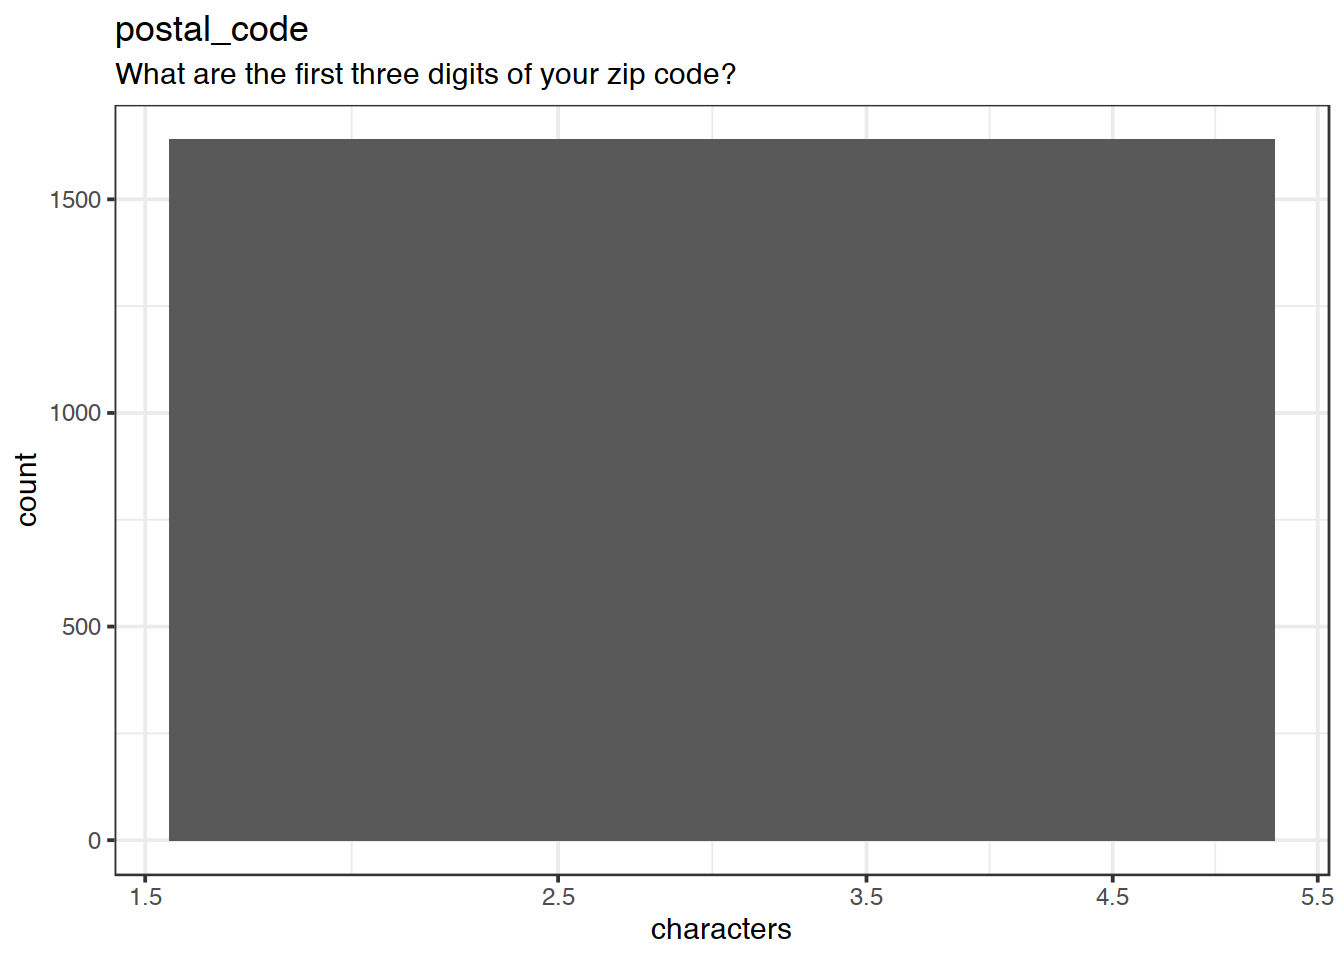 postal_code
What are the first three digits of your zip code?
1500
1000
500
0
count
1.5 2.5 3.5 4.5 5.5
characters